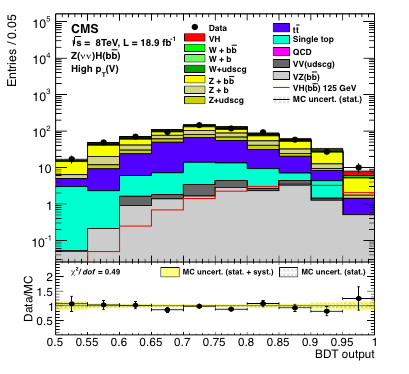 CMS
√s = 8TeV, L = 18.9 fb⁻¹
Z(νν)H(bb̄)
High pT(V)
Data
VH
W + bb̄
W + b
W+udscg
Z + bb̄
Z + b
Z+udscg
tt̄
Single top
QCD
VV(udscg)
VZ(bb̄)
VH(bb̄) 125 GeV
MC uncert. (stat.)
Entries / 0.05
10⁵
10⁴
10³
10²
10
1
10⁻¹
χ²/ dof = 0.49
MC uncert. (stat. + syst.)
MC uncert. (stat.)
Data/MC
2
1.5
1
0.5
0.5 0.55 0.6 0.65 0.7 0.75 0.8 0.85 0.9 0.95 1
BDT output